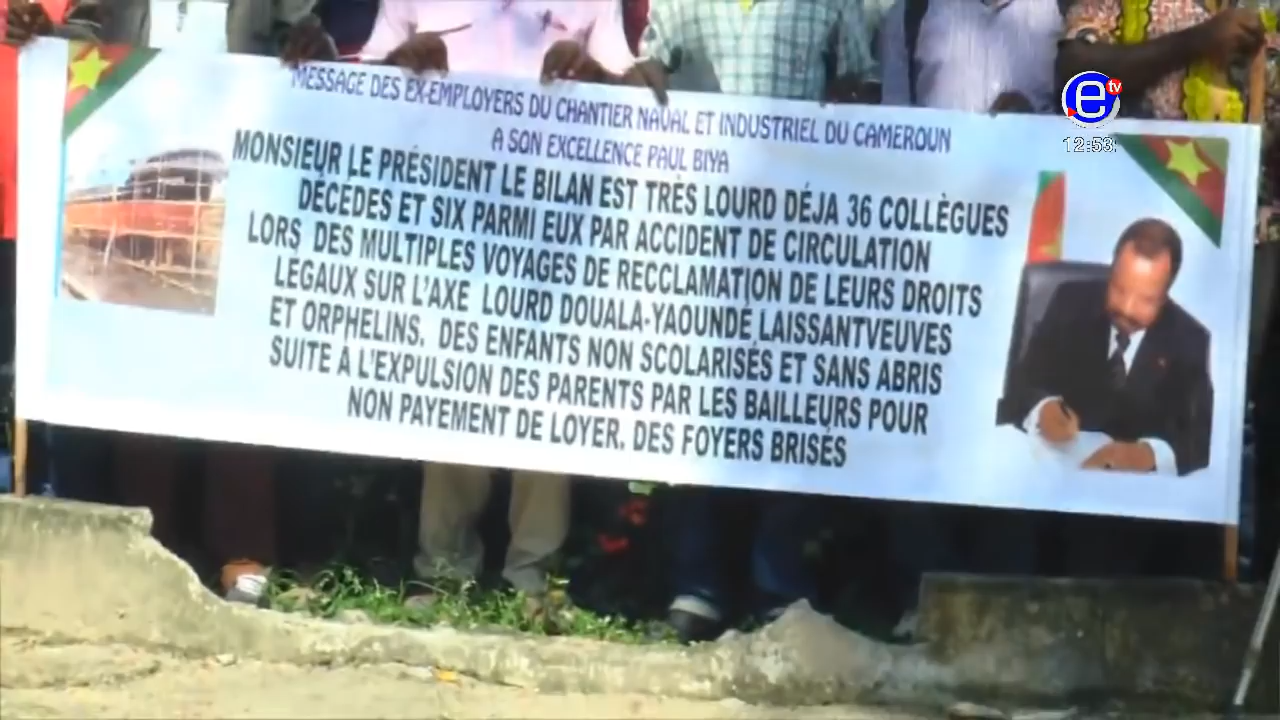 MESSAGE DES EX-EMPLOYERS DU CHANTIER NAVAL ET INDUSTRIEL DU CAMEROUN
A SON EXCELLENCE PAUL BIYA
MONSIEUR LE PRÉSIDENT LE BILAN EST TRÈS LOURD DÉJA 36 COLLÈGUES
DÉCÈDES ET SIX PARMI EUX PAR ACCIDENT DE CIRCULATION
LORS DES MULTIPLES VOYAGES DE RECCLAMATION DE LEURS DROITS
LÉGAUX SUR L'AXE LOURD DOUALA-YAOUNDÉ LAISSANTVEUVES
ET ORPHELINS. DES ENFANTS NON SCOLARISÉS ET SANS ABRIS
SUITE À L'EXPULSION DES PARENTS PAR LES BAILLEURS POUR
NON PAYEMENT DE LOYER. DES FOYERS BRISÉS
e tv
12:53